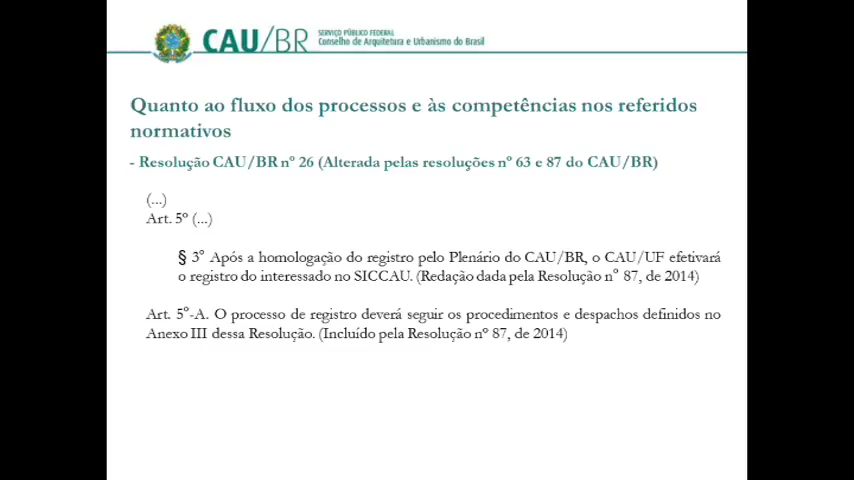 CAU/BR
SERVIÇO PÚBLICO FEDERAL
Conselho de Arquitetura e Urbanismo do Brasil
Quanto ao fluxo dos processos e às competências nos referidos
normativos
- Resolução CAU/BR nº 26 (Alterada pelas resoluções nº 63 e 87 do CAU/BR)
(...)
Art. 5º (...)
§ 3° Após a homologação do registro pelo Plenário do CAU/BR, o CAU/UF efetivará
o registro do interessado no SICCAU. (Redação dada pela Resolução n° 87, de 2014)
Art. 5°-A. O processo de registro deverá seguir os procedimentos e despachos definidos no
Anexo III dessa Resolução. (Incluído pela Resolução nº 87, de 2014)